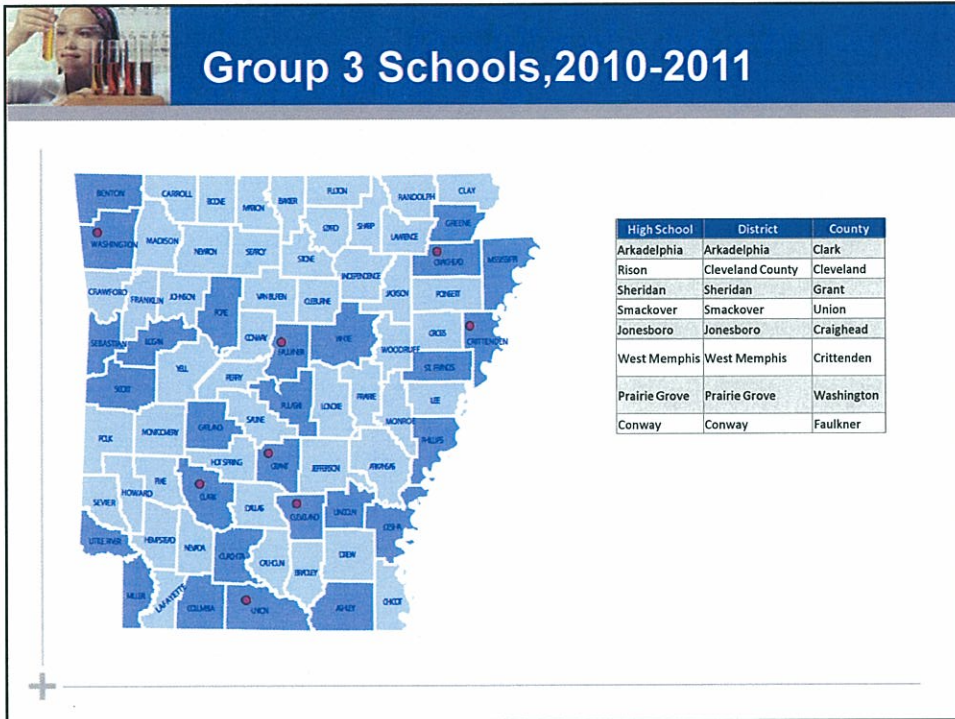 Group 3 Schools,2010-2011
BENTON
CARROLL
BOONE
MARION
BAXTER
FULTON
RANDOLPH
CLAY
WASHINGTON
MADISON
NEWTON
SEARCY
STONE
IZARD
SHARP
LAWRENCE
GREENE
CRAIGHEAD
MISSISSIPPI
CRAWFORD
FRANKLIN
JOHNSON
POPE
VAN BUREN
CLEBURNE
INDEPENDENCE
JACKSON
POINSETT
SEBASTIAN
LOGAN
CONWAY
FAULKNER
WHITE
WOODRUFF
CROSS
CRITTENDEN
ST. FRANCIS
SCOTT
YELL
PERRY
PULASKI
LONOKE
PRAIRIE
MONROE
LEE
PHILLIPS
POLK
MONTGOMERY
GARLAND
SALINE
HOT SPRING
GRANT
JEFFERSON
ARKANSAS
SEVIER
HOWARD
PIKE
CLARK
DALLAS
CLEVELAND
LINCOLN
DESHA
LITTLE RIVER
HEMPSTEAD
NEVADA
OUACHITA
CALHOUN
BRADLEY
DREW
MILLER
LAFAYETTE
COLUMBIA
UNION
ASHLEY
CHICOT
High School District County
Arkadelphia Arkadelphia Clark
Rison Cleveland County Cleveland
Sheridan Sheridan Grant
Smackover Smackover Union
Jonesboro Jonesboro Craighead
West Memphis West Memphis Crittenden
Prairie Grove Prairie Grove Washington
Conway Conway Faulkner